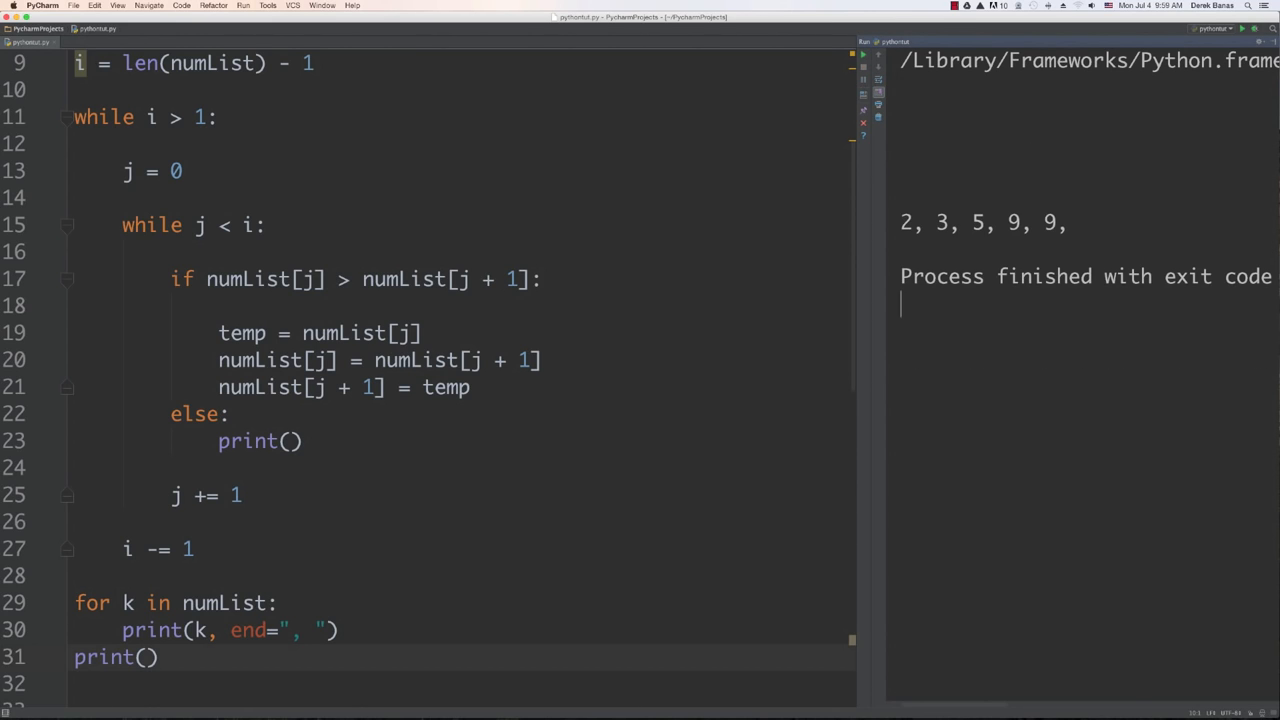 PyCharm File Edit View Navigate Code Refactor Run Tools VCS Window Help 10 Mon Jul 4 9:59 AM Derek Banas
pythontut.py - PycharmProjects - [~/PycharmProjects]
PycharmProjects pythontut.py pythontut
pythontut.py Run pythontut
9 i = len(numList) - 1
10
11 while i > 1:
12
13 j = 0
14
15 while j < i:
16
17 if numList[j] > numList[j + 1]:
18
19 temp = numList[j]
20 numList[j] = numList[j + 1]
21 numList[j + 1] = temp
22 else:
23 print()
24
25 j += 1
26
27 i -= 1
28
29 for k in numList:
30 print(k, end=", ")
31 print()
32
/Library/Frameworks/Python.frame
2, 3, 5, 9, 9,
Process finished with exit code